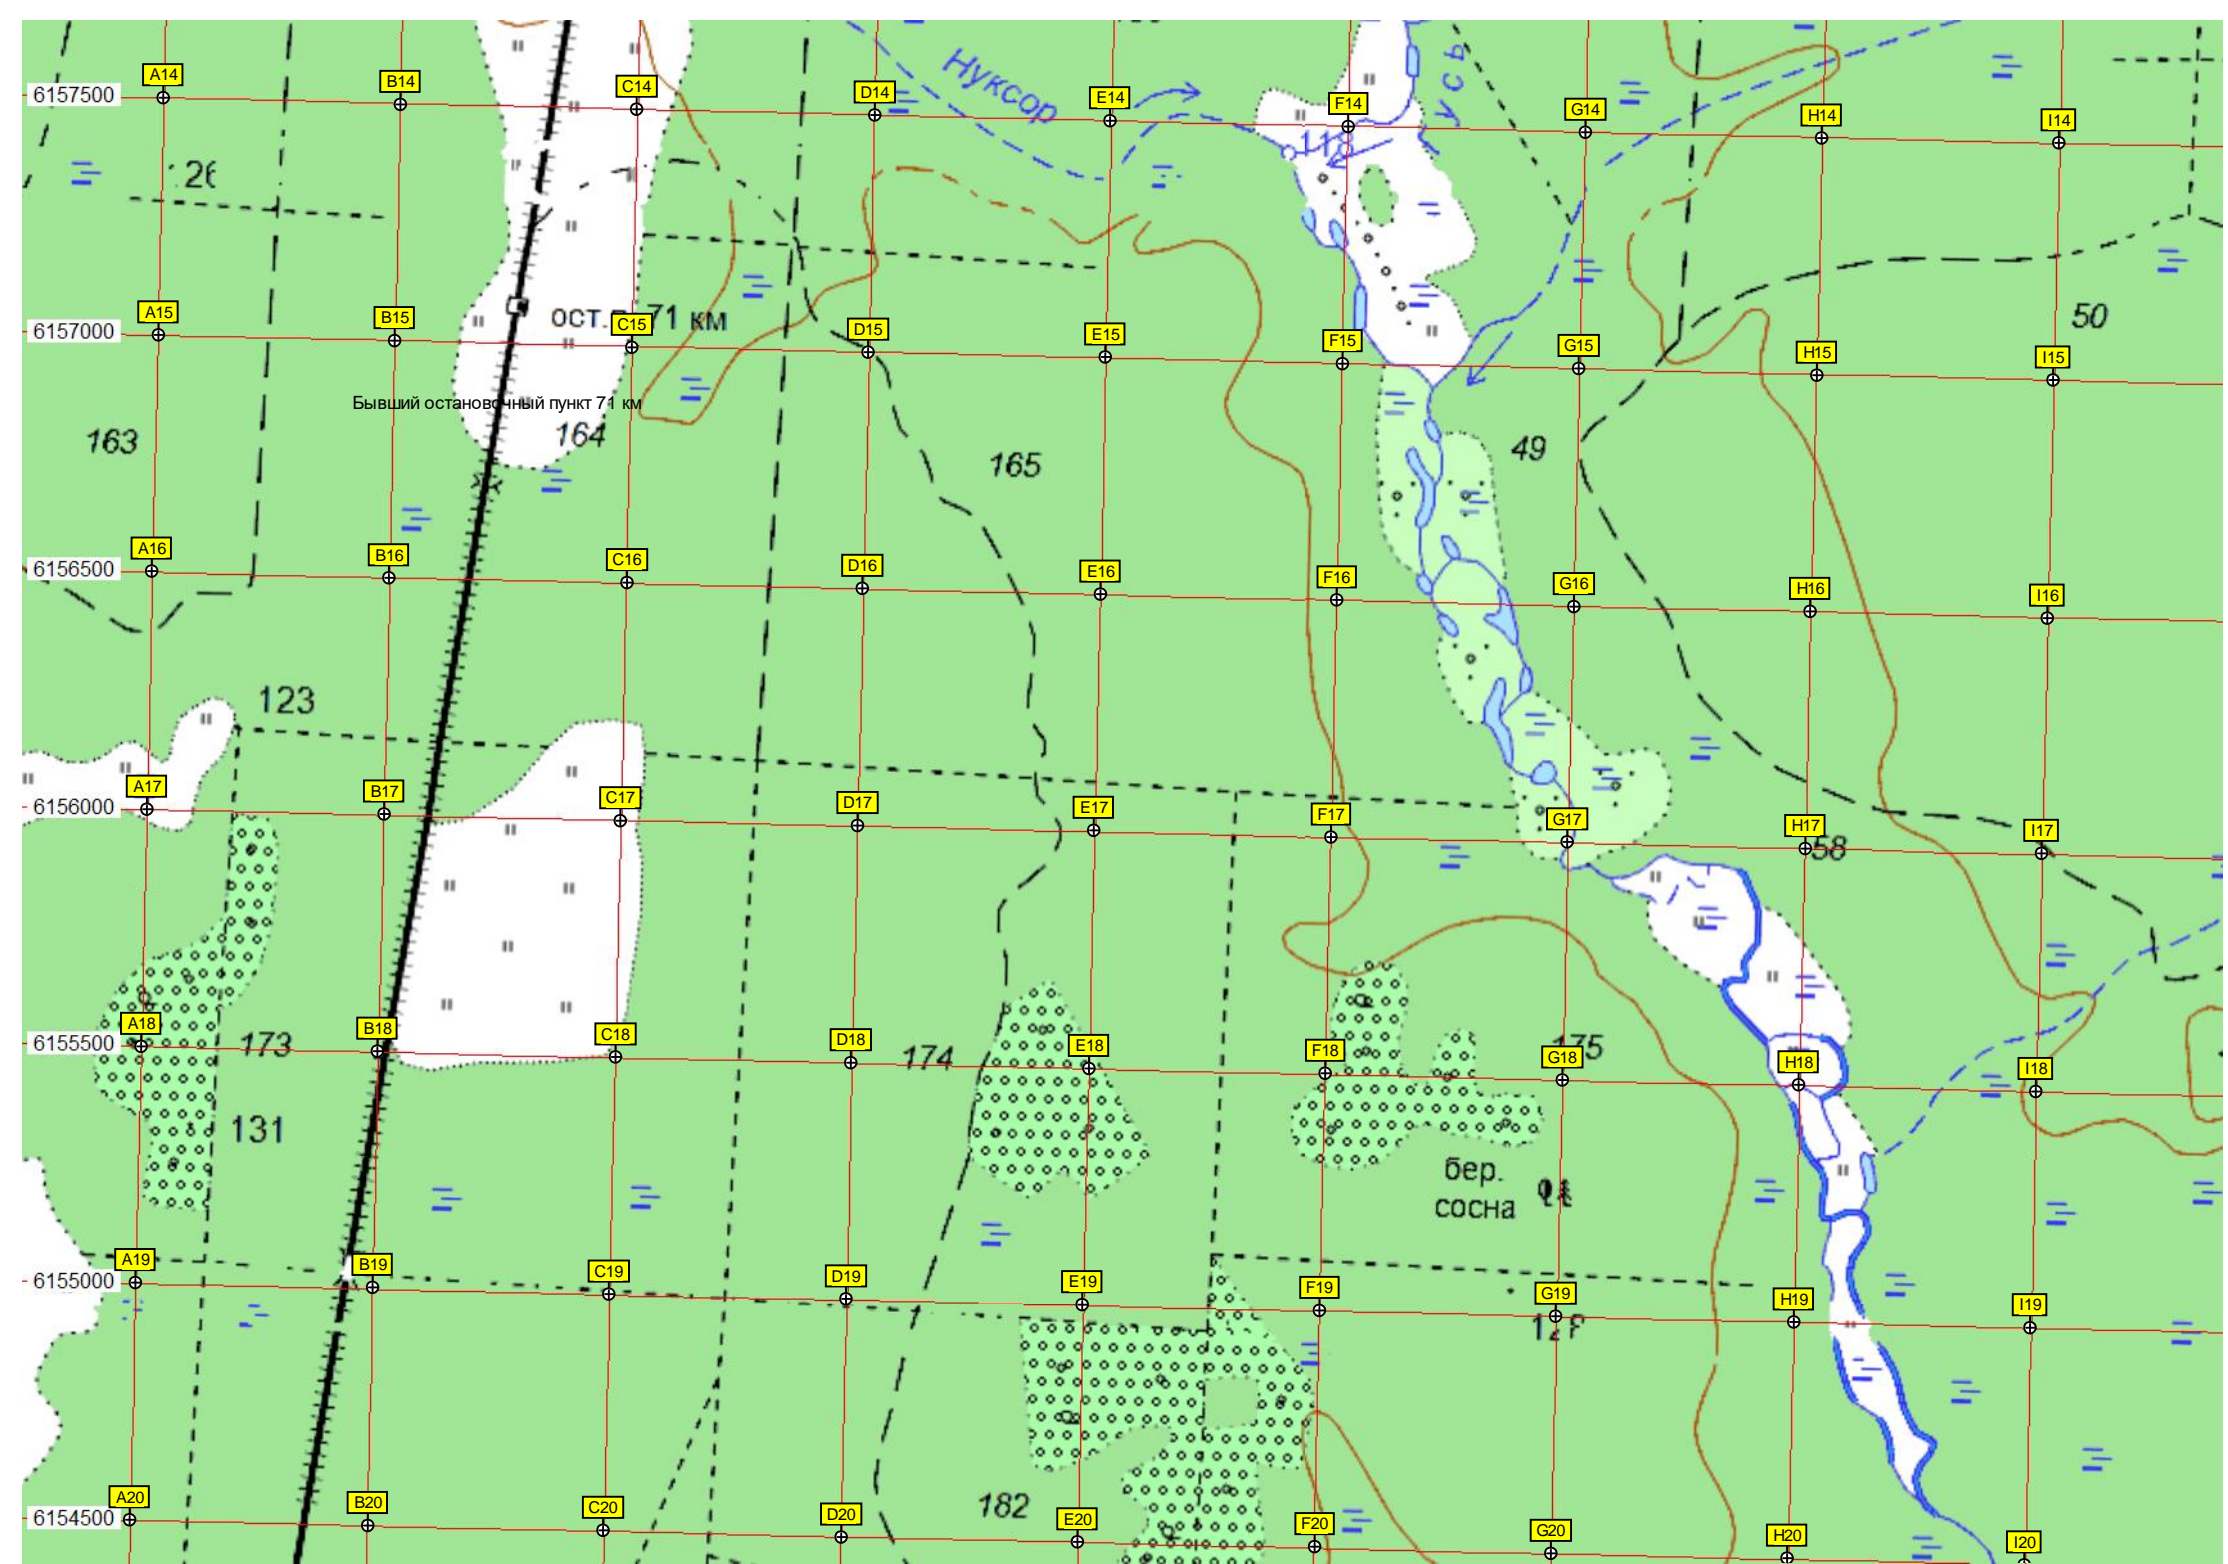 A14 B14 C14 D14 E14 F14 G14 H14 I14
6157500
Нуксор
усь
26
A15 B15 C15 D15 E15 F15 G15 H15 I15
6157000
ост. 71 км
50
Бывший остановочный пункт 71 км
163 164 165 49
A16 B16 C16 D16 E16 F16 G16 H16 I16
6156500
123
A17 B17 C17 D17 E17 F17 G17 H17 I17
6156000
58
A18 B18 C18 D18 E18 F18 G18 H18 I18
6155500
173 174 175
131
бер.
сосна
A19 B19 C19 D19 E19 F19 G19 H19 I19
6155000
A20 B20 C20 D20 E20 F20 G20 H20 I20
6154500
182